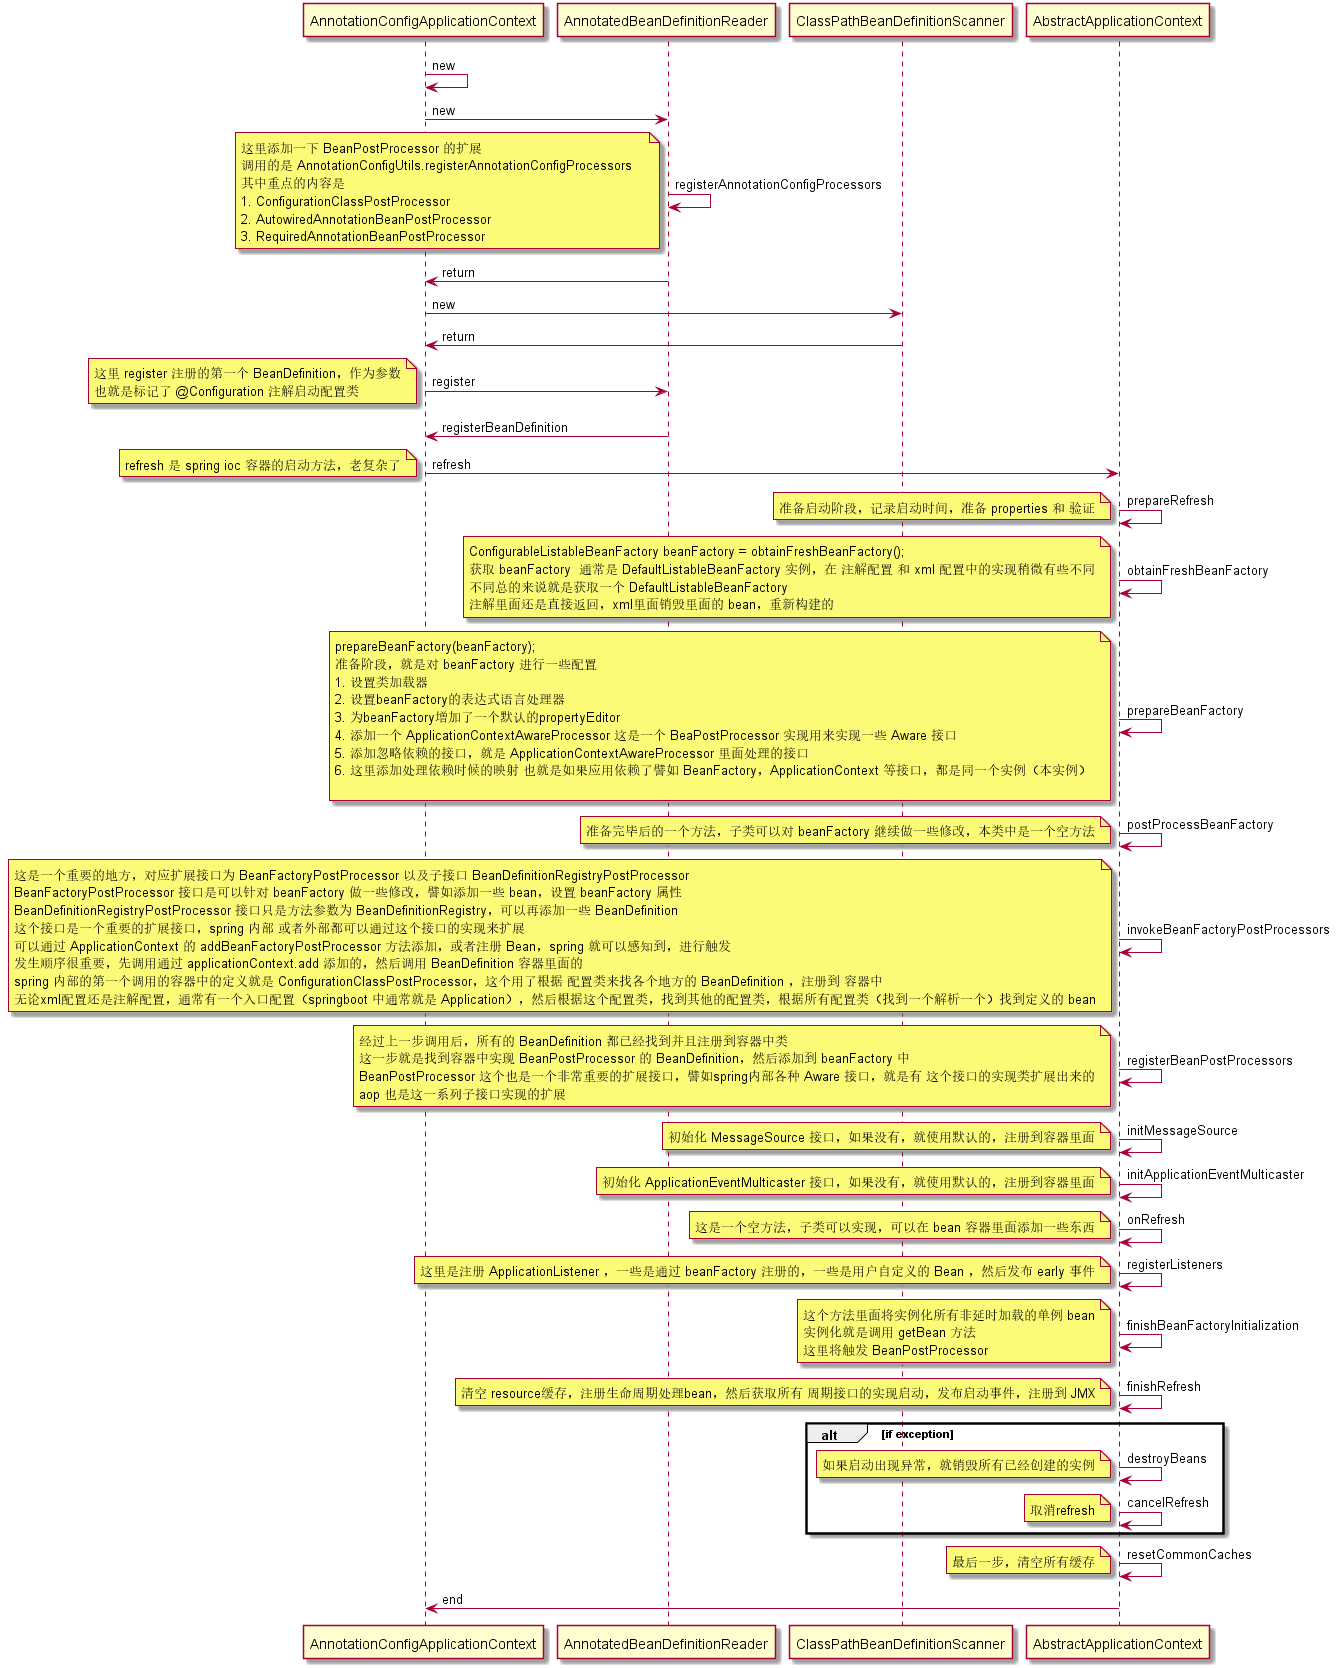 AnnotationConfigApplicationContext
AnnotatedBeanDefinitionReader
ClassPathBeanDefinitionScanner
AbstractApplicationContext
new
new
这里添加一下 BeanPostProcessor 的扩展
调用的是 AnnotationConfigUtils.registerAnnotationConfigProcessors
其中重点的内容是
1. ConfigurationClassPostProcessor
2. AutowiredAnnotationBeanPostProcessor
3. RequiredAnnotationBeanPostProcessor
registerAnnotationConfigProcessors
return
new
return
这里 register 注册的第一个 BeanDefinition，作为参数
也就是标记了 @Configuration 注解启动配置类
register
registerBeanDefinition
refresh 是 spring ioc 容器的启动方法，老复杂了
refresh
准备启动阶段，记录启动时间，准备 properties 和 验证
prepareRefresh
ConfigurableListableBeanFactory beanFactory = obtainFreshBeanFactory();
获取 beanFactory  通常是 DefaultListableBeanFactory 实例，在 注解配置 和 xml 配置中的实现稍微有些不同
不同总的来说就是获取一个 DefaultListableBeanFactory
注解里面还是直接返回，xml里面销毁里面的 bean，重新构建的
obtainFreshBeanFactory
prepareBeanFactory(beanFactory);
准备阶段，就是对 beanFactory 进行一些配置
1. 设置类加载器
2. 设置beanFactory的表达式语言处理器
3. 为beanFactory增加了一个默认的propertyEditor
4. 添加一个 ApplicationContextAwareProcessor 这是一个 BeaPostProcessor 实现用来实现一些 Aware 接口
5. 添加忽略依赖的接口，就是 ApplicationContextAwareProcessor 里面处理的接口
6. 这里添加处理依赖时候的映射 也就是如果应用依赖了譬如 BeanFactory，ApplicationContext 等接口，都是同一个实例（本实例）
prepareBeanFactory
准备完毕后的一个方法，子类可以对 beanFactory 继续做一些修改，本类中是一个空方法
postProcessBeanFactory
这是一个重要的地方，对应扩展接口为 BeanFactoryPostProcessor 以及子接口 BeanDefinitionRegistryPostProcessor
BeanFactoryPostProcessor 接口是可以针对 beanFactory 做一些修改，譬如添加一些 bean，设置 beanFactory 属性
BeanDefinitionRegistryPostProcessor 接口只是方法参数为 BeanDefinitionRegistry，可以再添加一些 BeanDefinition
这个接口是一个重要的扩展接口，spring 内部 或者外部都可以通过这个接口的实现来扩展
可以通过 ApplicationContext 的 addBeanFactoryPostProcessor 方法添加，或者注册 Bean，spring 就可以感知到，进行触发
发生顺序很重要，先调用通过 applicationContext.add 添加的，然后调用 BeanDefinition 容器里面的
spring 内部的第一个调用的容器中的定义就是 ConfigurationClassPostProcessor，这个用了根据 配置类来找各个地方的 BeanDefinition ，注册到 容器中
无论xml配置还是注解配置，通常有一个入口配置（springboot 中通常就是 Application），然后根据这个配置类，找到其他的配置类，根据所有配置类（找到一个解析一个）找到定义的 bean
invokeBeanFactoryPostProcessors
经过上一步调用后，所有的 BeanDefinition 都已经找到并且注册到容器中类
这一步就是找到容器中实现 BeanPostProcessor 的 BeanDefinition，然后添加到 beanFactory 中
BeanPostProcessor 这个也是一个非常重要的扩展接口，譬如spring内部各种 Aware 接口，就是有 这个接口的实现类扩展出来的
aop 也是这一系列子接口实现的扩展
registerBeanPostProcessors
初始化 MessageSource 接口，如果没有，就使用默认的，注册到容器里面
initMessageSource
初始化 ApplicationEventMulticaster 接口，如果没有，就使用默认的，注册到容器里面
initApplicationEventMulticaster
这是一个空方法，子类可以实现，可以在 bean 容器里面添加一些东西
onRefresh
这里是注册 ApplicationListener ，一些是通过 beanFactory 注册的，一些是用户自定义的 Bean ，然后发布 early 事件
registerListeners
这个方法里面将实例化所有非延时加载的单例 bean
实例化就是调用 getBean 方法
这里将触发 BeanPostProcessor
finishBeanFactoryInitialization
清空 resource缓存，注册生命周期处理bean，然后获取所有 周期接口的实现启动，发布启动事件，注册到 JMX
finishRefresh
alt
[if exception]
如果启动出现异常，就销毁所有已经创建的实例
destroyBeans
取消refresh
cancelRefresh
最后一步，清空所有缓存
resetCommonCaches
end
AnnotationConfigApplicationContext
AnnotatedBeanDefinitionReader
ClassPathBeanDefinitionScanner
AbstractApplicationContext